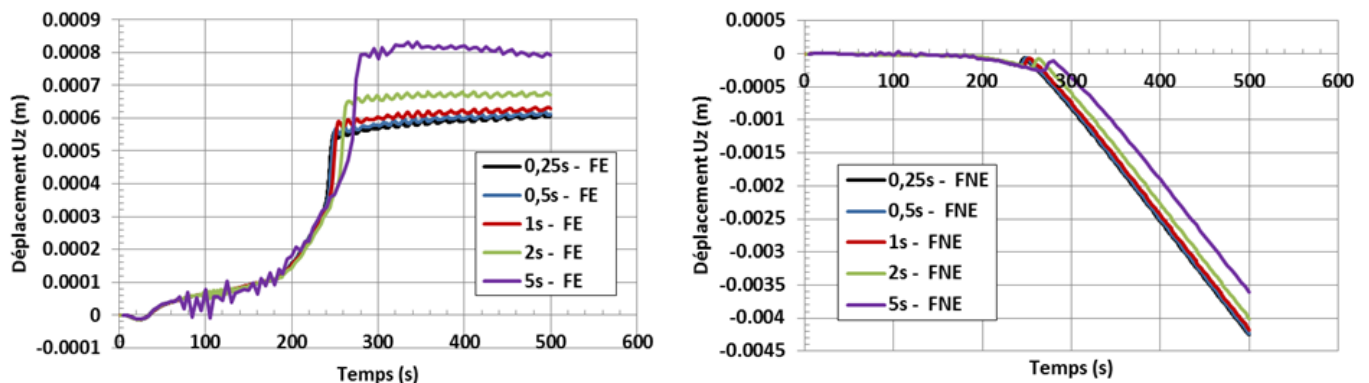 0.0009
0.0008
0.0007
0.0006
0.0005
0.0004
0.0003
0.0002
0.0001
0
-0.0001
Déplacement Uz (m)
0 100 200 300 400 500 600
Temps (s)
0,25s - FE
0,5s - FE
1s - FE
2s - FE
5s - FE
0.0005
0
-0.0005
-0.001
-0.0015
-0.002
-0.0025
-0.003
-0.0035
-0.004
-0.0045
Déplacement Uz (m)
0 100 200 300 400 500 600
Temps (s)
0,25s - FNE
0,5s - FNE
1s - FNE
2s - FNE
5s - FNE